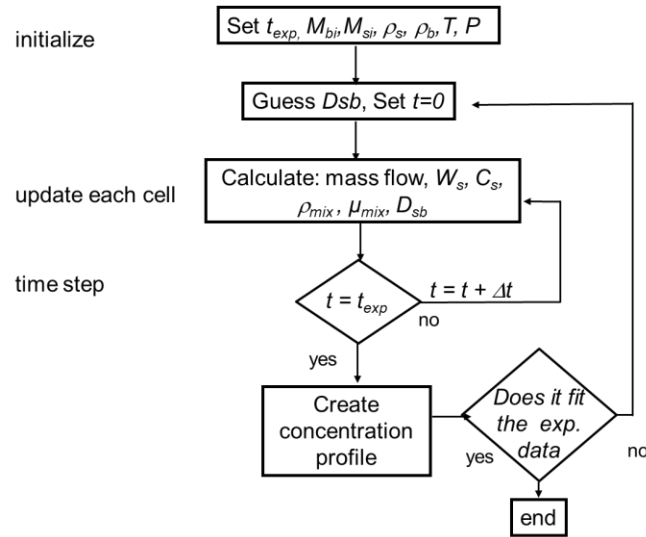 initialize
Set t_exp, M_bi, M_si, ρ_s, ρ_b, T, P
Guess Dsb, Set t=0
update each cell
Calculate: mass flow, W_s, C_s,
ρ_mix, μ_mix, D_sb
time step
t = t_exp
t = t + Δt
no
yes
Create
concentration
profile
Does it fit
the exp.
data
yes
no
end